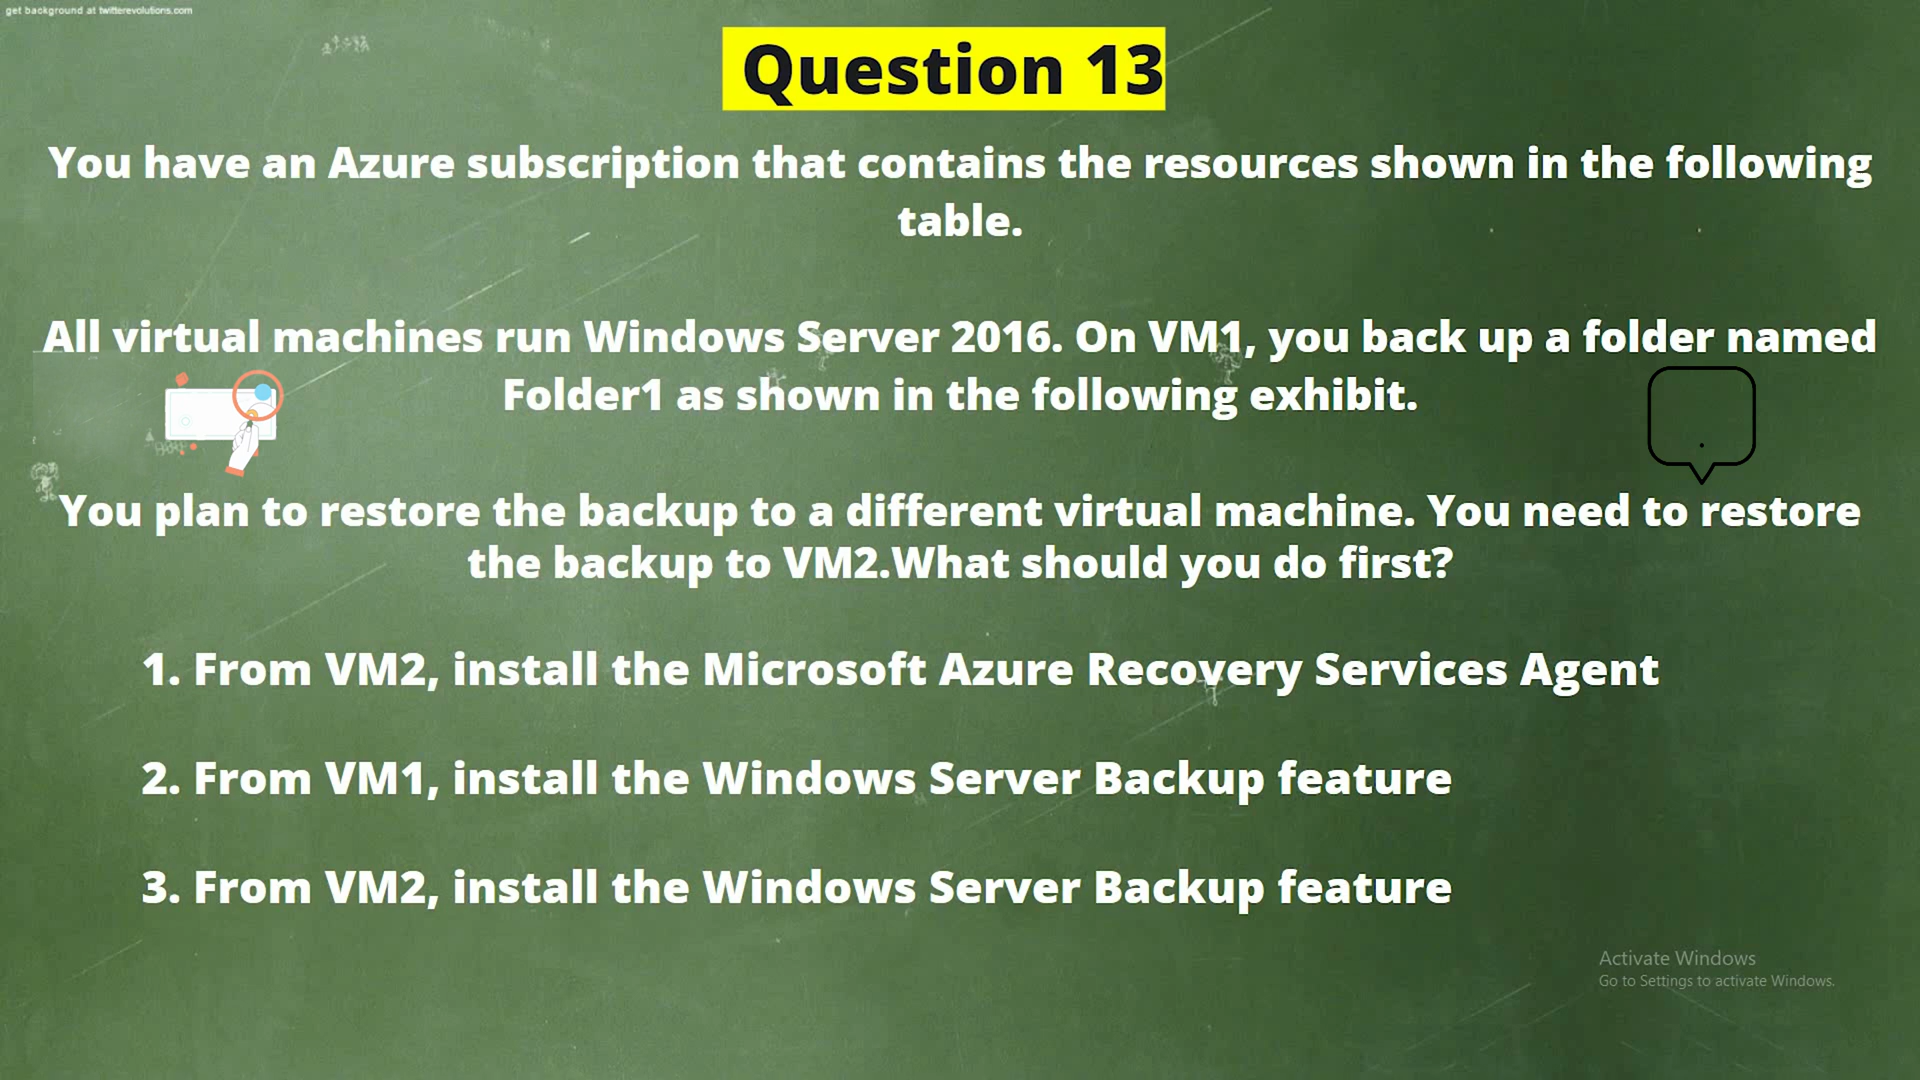 get background at twitterevolutions.com
Question 13
You have an Azure subscription that contains the resources shown in the following
table.
All virtual machines run Windows Server 2016. On VM1, you back up a folder named
Folder1 as shown in the following exhibit.
You plan to restore the backup to a different virtual machine. You need to restore
the backup to VM2.What should you do first?
1. From VM2, install the Microsoft Azure Recovery Services Agent
2. From VM1, install the Windows Server Backup feature
3. From VM2, install the Windows Server Backup feature
Activate Windows
Go to Settings to activate Windows.